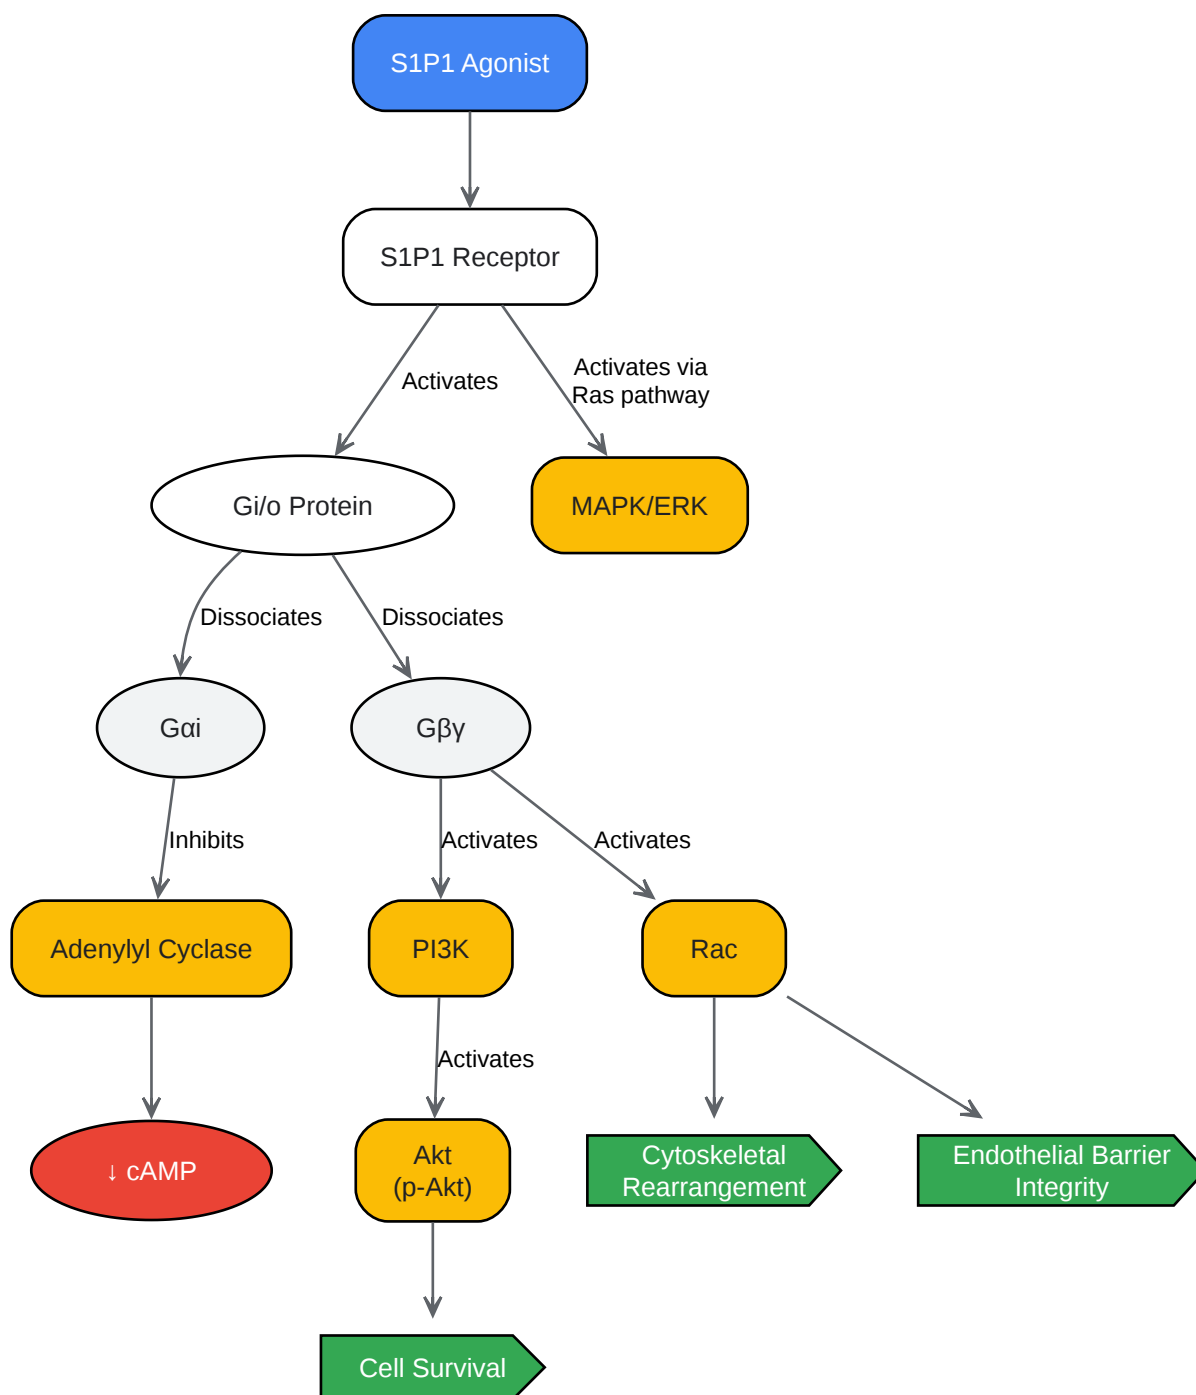 S1P1 Agonist
S1P1 Receptor
Activates
Activates via
Ras pathway
Gi/o Protein
MAPK/ERK
Dissociates
Dissociates
Gαi
Gβγ
Inhibits
Activates
Activates
Adenylyl Cyclase
PI3K
Rac
Activates
↓ cAMP
Akt
(p-Akt)
Cytoskeletal
Rearrangement
Endothelial Barrier
Integrity
Cell Survival